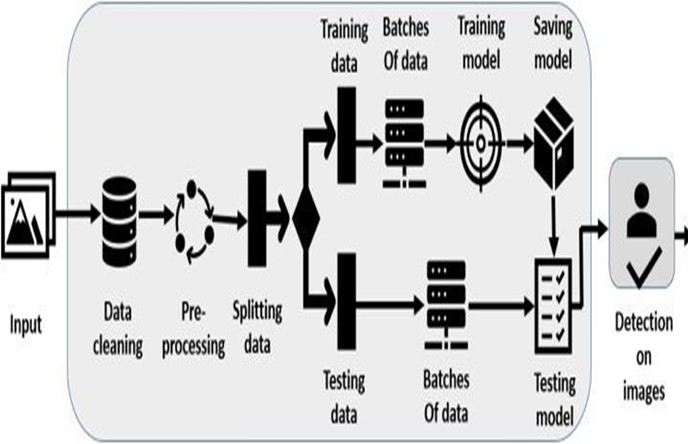 Training
data
Batches
Of data
Training
model
Saving
model
Input
Data
cleaning
Pre-
processing
Splitting
data
Testing
data
Batches
Of data
Testing
model
Detection
on
images